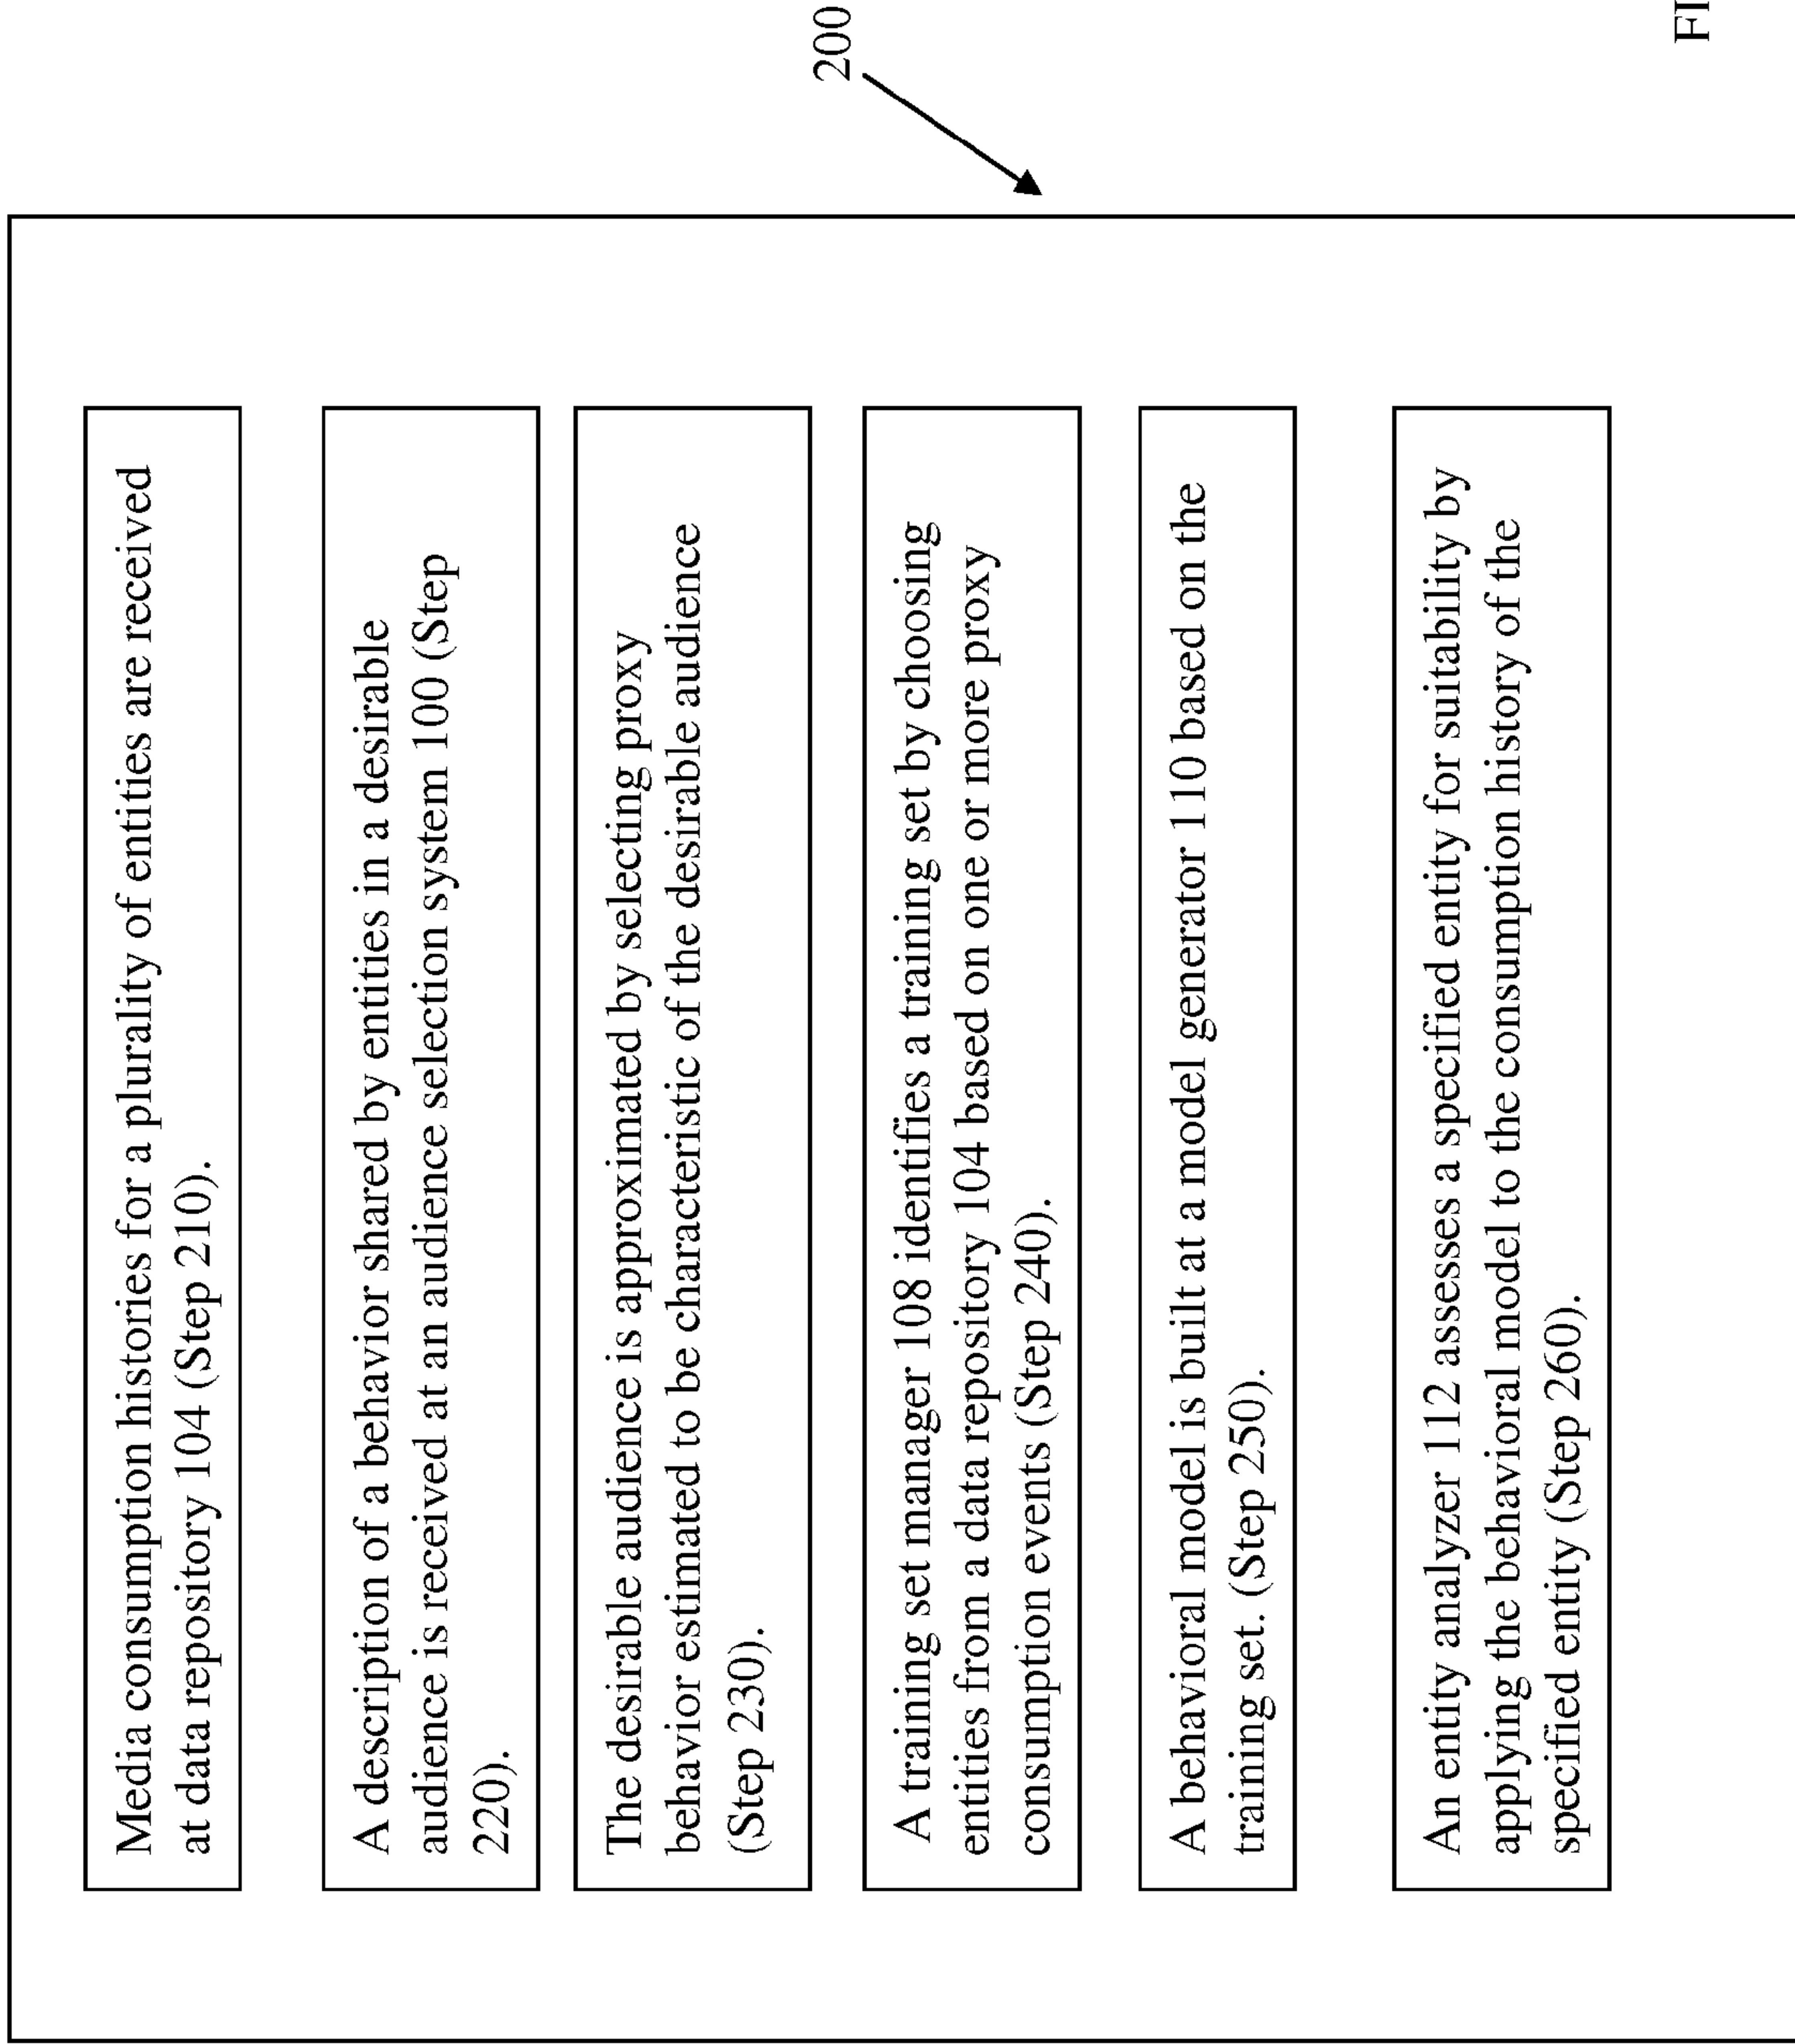 Media consumption histories for a plurality of entities are received
at data repository 104 (Step 210).
A description of a behavior shared by entities in a desirable
audience is received at an audience selection system 100 (Step
220).
The desirable audience is approximated by selecting proxy
behavior estimated to be characteristic of the desirable audience
(Step 230).
A training set manager 108 identifies a training set by choosing
entities from a data repository 104 based on one or more proxy
consumption events (Step 240).
A behavioral model is built at a model generator 110 based on the
training set. (Step 250).
An entity analyzer 112 assesses a specified entity for suitability by
applying the behavioral model to the consumption history of the
specified entity (Step 260).
200
FI